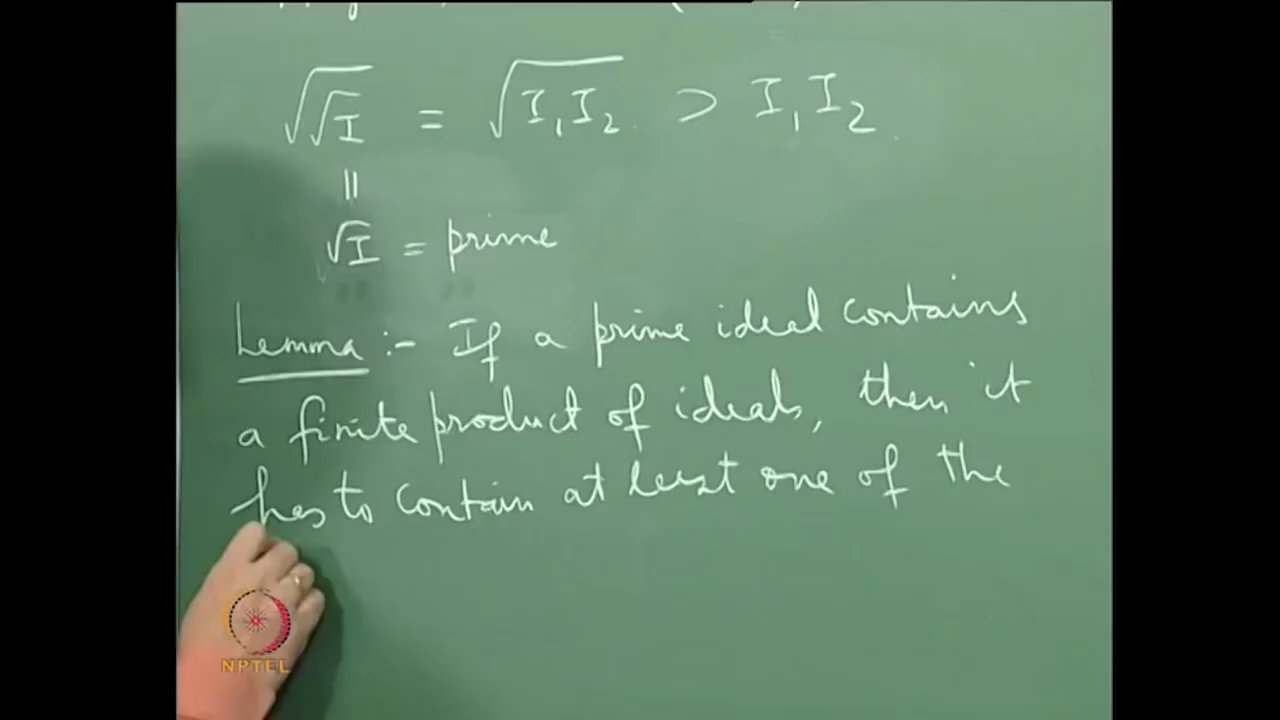 √√I = √I₁I₂ ⊃ I₁I₂
||
√I = prime
Lemma :- If a prime ideal contains
a finite product of ideals, then it
has to contain at least one of the
NPTEL